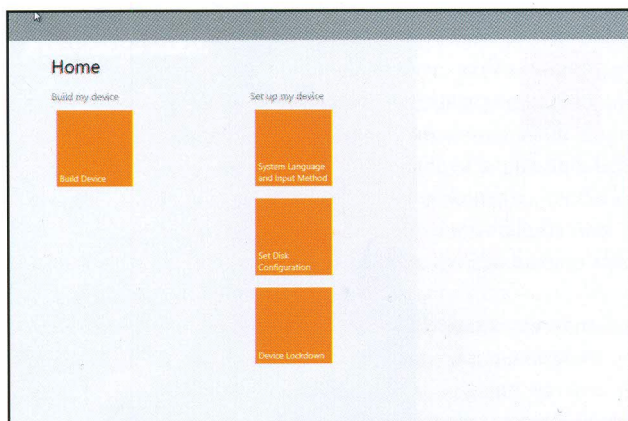 Home
Build my device
Set up my device
Build Device
System Language
and Input Method
Set Disk
Configuration
Device Lockdown